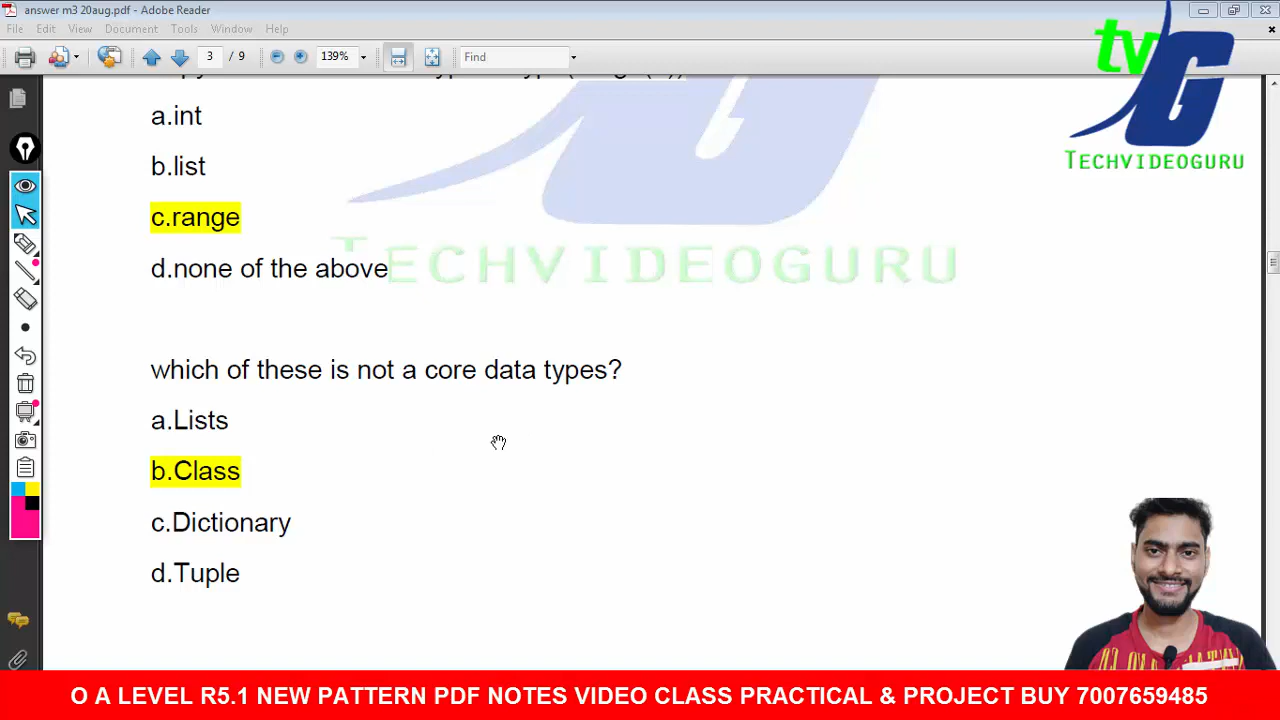 answer m3 20aug.pdf - Adobe Reader
File Edit View Document Tools Window Help
3 / 9 139% Find
tv
G
TECHVIDEOGURU
a.int
b.list
c.range
d.none of the above
TECHVIDEOGURU
which of these is not a core data types?
a.Lists
b.Class
c.Dictionary
d.Tuple
O A LEVEL R5.1 NEW PATTERN PDF NOTES VIDEO CLASS PRACTICAL & PROJECT BUY 7007659485